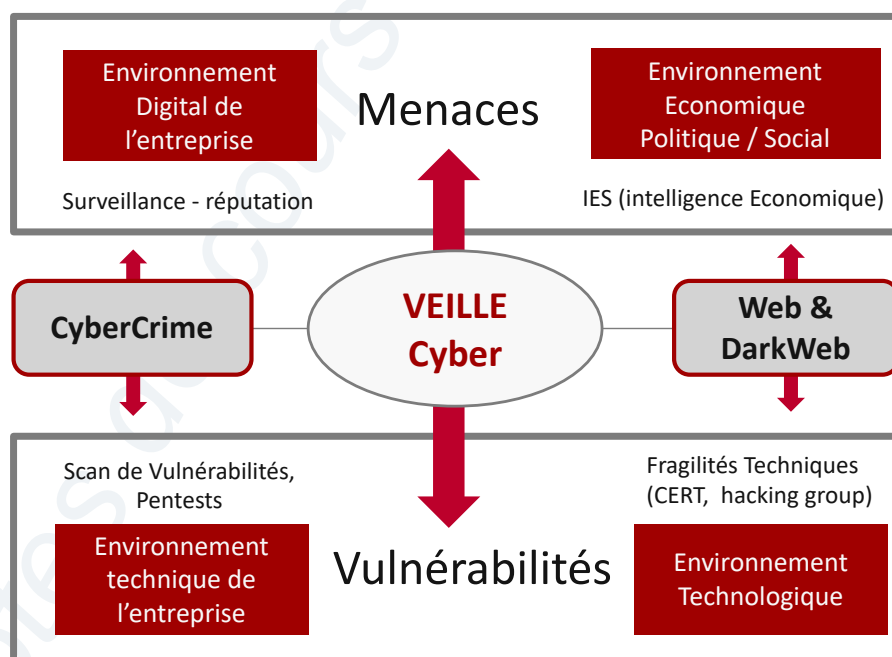 Environnement
Digital de
l’entreprise
Menaces
Environnement
Economique
Politique / Social
Surveillance - réputation
IES (intelligence Economique)
CyberCrime
VEILLE
Cyber
Web &
DarkWeb
Scan de Vulnérabilités,
Pentests
Fragilités Techniques
(CERT, hacking group)
Environnement
technique de
l’entreprise
Vulnérabilités
Environnement
Technologique